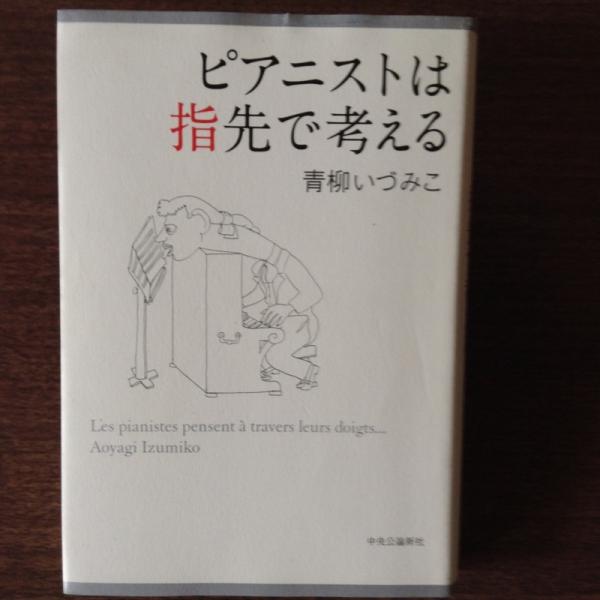 ピアニストは
指先で考える
青柳いづみこ
Les pianistes pensent à travers leurs doigts...
Aoyagi Izumiko
中央公論新社